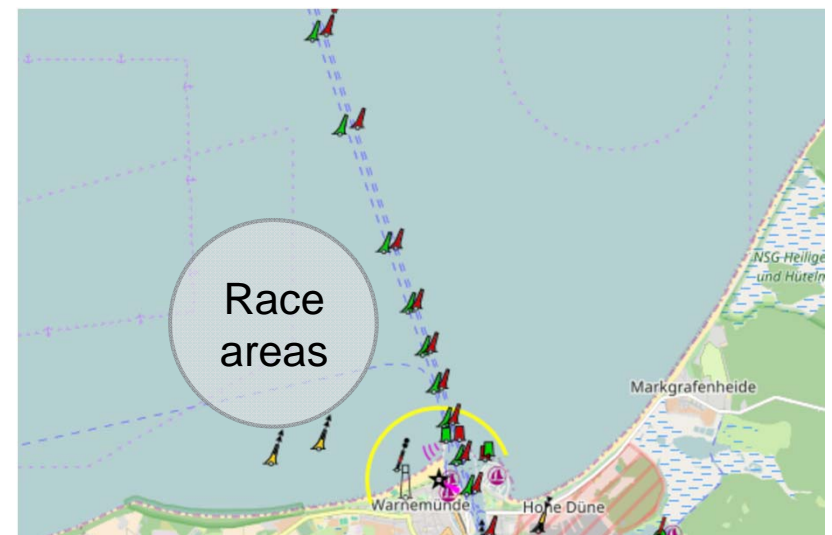 Race
areas
NSG Heilige
und Hüteln
Markgrafenheide
Warnemünde
Hohe Düne